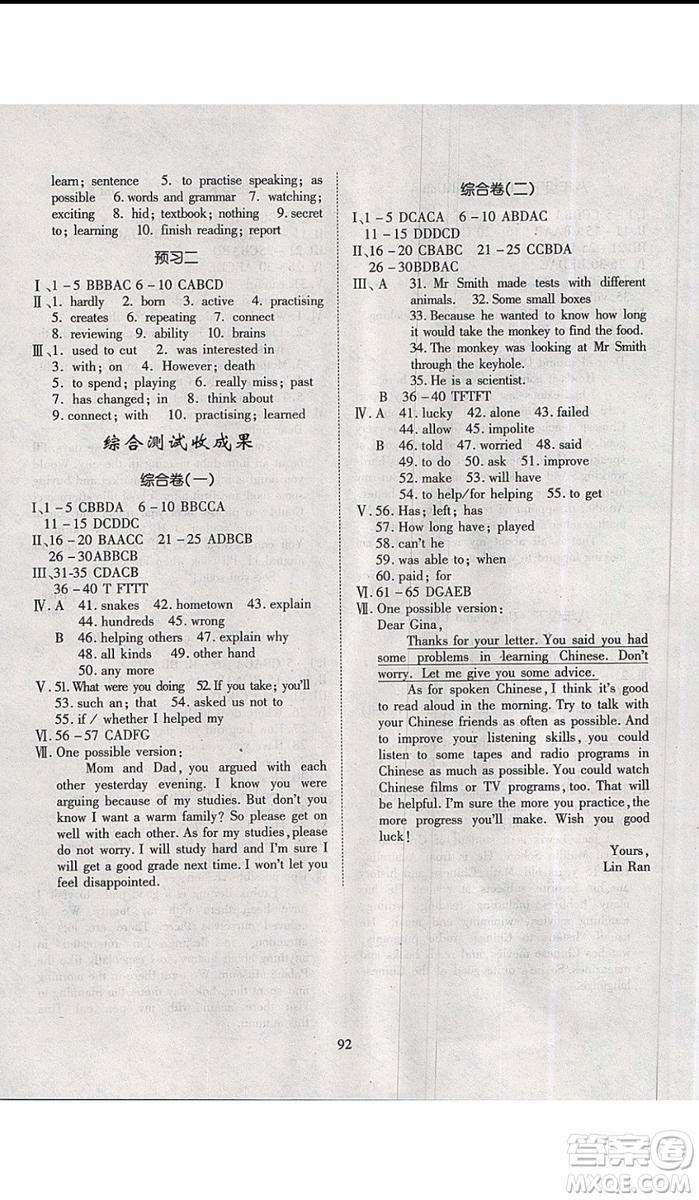 learn; sentence 5. to practise speaking; as
possible 6. words and grammar 7. watching;
exciting 8. hid; textbook; nothing 9. secret
to; learning 10. finish reading; report
预习二
Ⅰ、1-5 BBBAC 6-10 CABCD
Ⅱ、1. hardly 2. born 3. active 4. practising
5. creates 6. repeating 7. connect
8. reviewing 9. ability 10. brains
Ⅲ、1. used to cut 2. was interested in
3. with; on 4. However; death
5. to spend; playing 6. really miss; past
7. has changed; in 8. think about
9. connect; with 10. practising; learned
综合测试收成果
综合卷(一)
Ⅰ、1-5 CBBDA 6-10 BBCCA
11-15 DCDDC
Ⅱ、16-20 BAACC 21-25 ADBCB
26-30ABBCD
Ⅲ、31-35 CDACB
36-40 T FTTT
Ⅳ. A 41. snakes 42. tomorrow 43. explain
44. hundreds 45. wrong
B 46. helping others 47. explain
48. all kinds 49. other hand
50. any more
Ⅴ. 51. What were you doing 52. If; take; you'll
53. such; that 54. asked us not to
55. if / whether I helped my
Ⅵ. 56-57 CADFG
Ⅶ. One possible version:
Mom and Dad, you argued with each
other yesterday evening. I know you were
arguing because of my studies. But don't you
know I want a warm family? So please get on
well with each other. As for my studies, please
do not worry. I will study hard and I'm sure I
will get a good grade next time. I won't let you
feel disappointed.
综合卷(二)
Ⅰ、1-5 DCACA 6-10 ABDAC
11-15 DDDCD
Ⅱ、16-20 CBABC 21-25 CCBDA
26-30BDBAC
Ⅲ、A 31. Mr Smith made tests with different
animals. 32. Some small boxes
33. Because he wanted to know how long
it would take the monkey to find the food.
34. The monkey was looking at Mr Smith
through the keyhole.
35. He is a scientist.
B 36-40 TFTFT
Ⅳ. A 41. lucky 42. alone 43. failed
44. allow 45. impolite
B 46. told 47. worried 48. said
49. to do 50. ask 51. improve
52. make 53. will have
54. to help/for helping 55. to get
Ⅴ. 56. Has; left; has
57. How long have; played
58. can't he
59. was able to; when
60. paid; for
Ⅵ. 61-65 DGAEB
Ⅶ. One possible version:
Dear Gina,
Thanks for your letter. You said you had
some problems in learning Chinese. Don't
worry. Let me give you some advice.
As for spoken Chinese, I think it's good
to read aloud in the morning. Try to talk with
your Chinese friends as often as possible. And
to improve your listening skills, you could
listen to some tapes and radio programs in
Chinese as much as possible. You could watch
Chinese films or TV programs, too. That will
be helpful. I'm sure the more you practice, the
more progress you'll make. Wish you good
luck!
Yours,
Lin Ran
92
答案圈
MXQE.COM